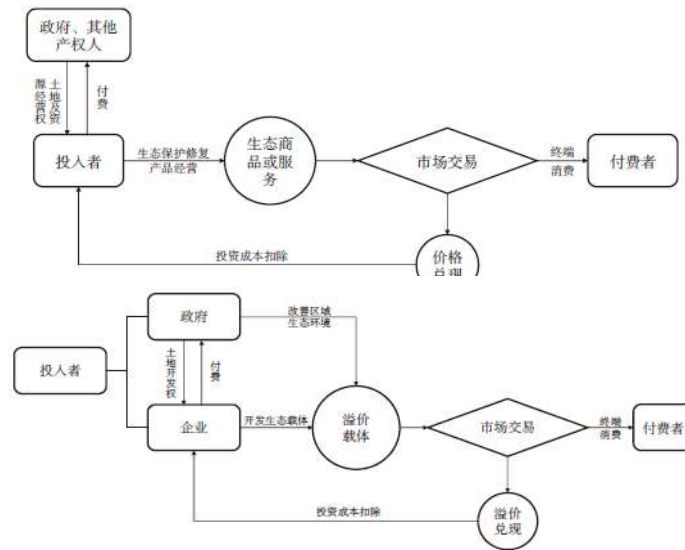 政府、其他
产权人
土地及资
源经营权
付费
投入者
生态保护修复
产品经营
生态商
品或服
务
市场交易
终端
消费
付费者
投资成本扣除
价格
兑现
政府
改善区域
生态环境
投入者
土地开发权
付费
企业
开发生态载体
溢价
载体
市场交易
终端
消费
付费者
投资成本扣除
溢价
兑现